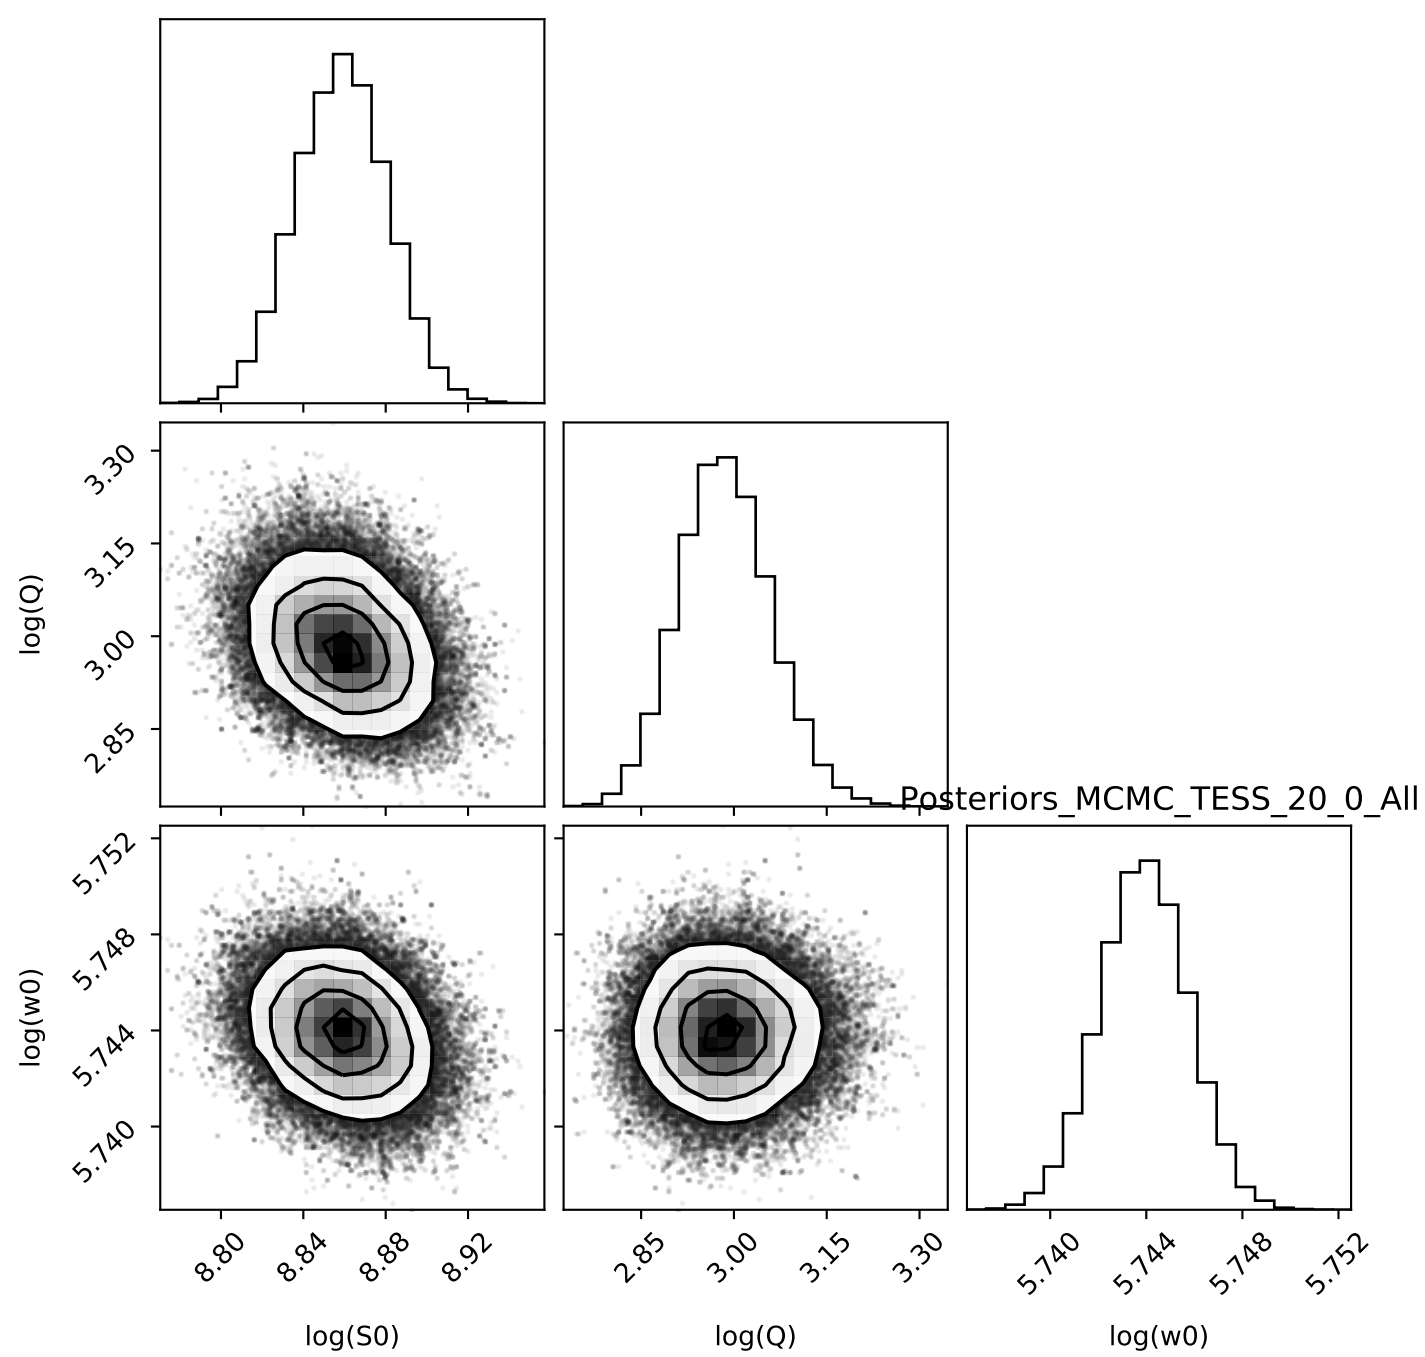 3.30
3.15
3.00
2.85
log(Q)
Posteriors_MCMC_TESS_20_0_All
5.752
5.748
5.744
5.740
log(w0)
8.80 8.84 8.88 8.92
2.85 3.00 3.15 3.30
5.740 5.744 5.748 5.752
log(S0) log(Q) log(w0)